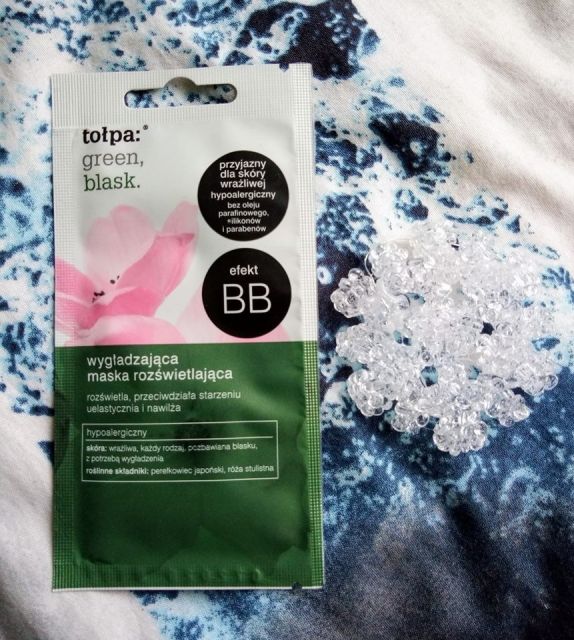 tołpa:®
green,
blask.
przyjazny
dla skóry
wrażliwej
hypoalergiczny
bez oleju
parafinowego,
silikonów
i parabenów
efekt
BB
wygładzająca
maska rozświetlająca
rozświetla, przeciwdziała starzeniu
uelastycznia i nawilża
hypoalergiczny
skóra: wrażliwa, każdy rodzaj, pozbawiana blasku,
z potrzebą wygładzenia
roślinne składniki: perełkowiec japoński, róża stulistna